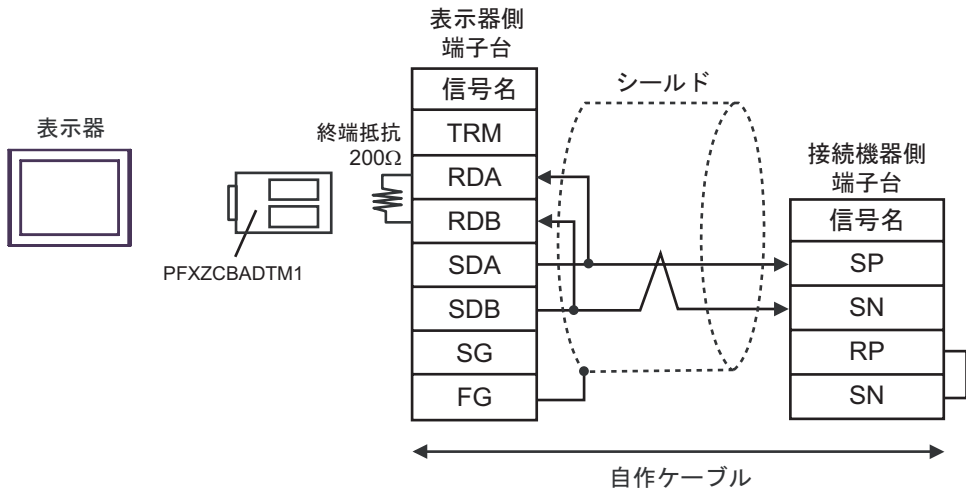 表示器
PFXZCBADTM1
終端抵抗
200Ω
表示器側
端子台
信号名
TRM
RDA
RDB
SDA
SDB
SG
FG
シールド
接続機器側
端子台
信号名
SP
SN
RP
SN
自作ケーブル